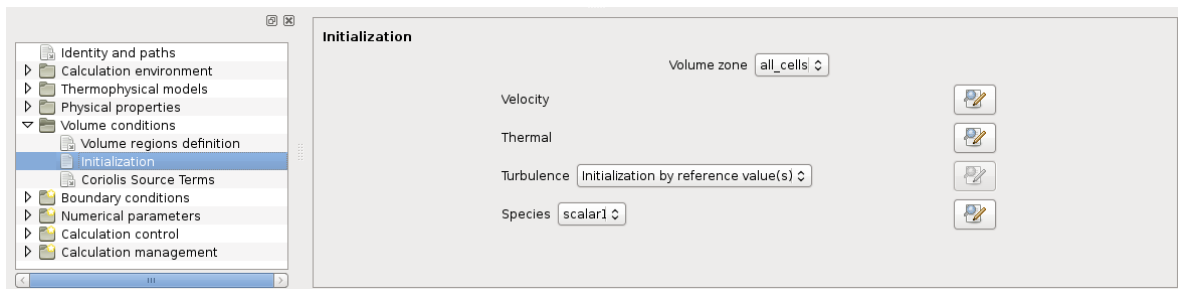 Identity and paths
Calculation environment
Thermophysical models
Physical properties
Volume conditions
Volume regions definition
Initialization
Coriolis Source Terms
Boundary conditions
Numerical parameters
Calculation control
Calculation management
Initialization
Volume zone all_cells
Velocity
Thermal
Turbulence Initialization by reference value(s)
Species scalar1